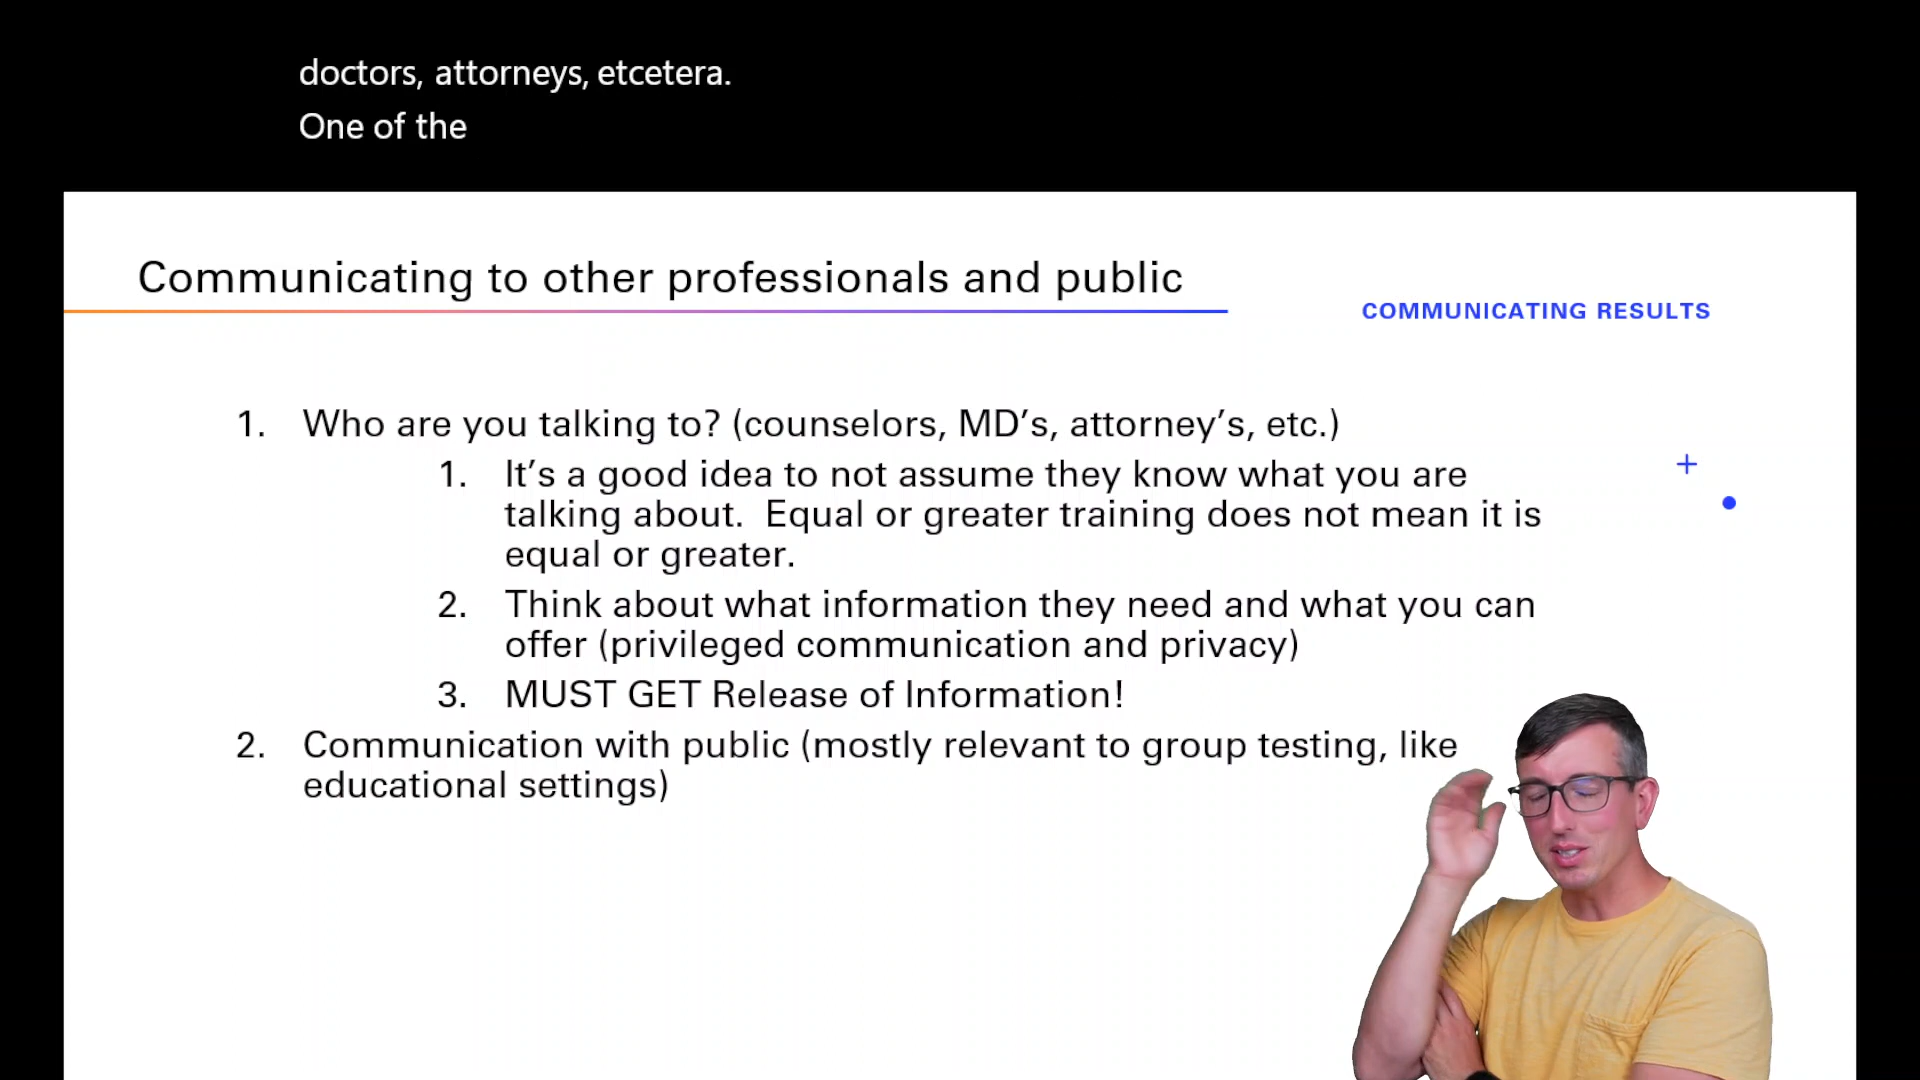 doctors, attorneys, etcetera.
One of the
Communicating to other professionals and public
COMMUNICATING RESULTS
1. Who are you talking to? (counselors, MD’s, attorney’s, etc.)
1. It’s a good idea to not assume they know what you are
talking about.  Equal or greater training does not mean it is
equal or greater.
2. Think about what information they need and what you can
offer (privileged communication and privacy)
3. MUST GET Release of Information!
2. Communication with public (mostly relevant to group testing, like
educational settings)